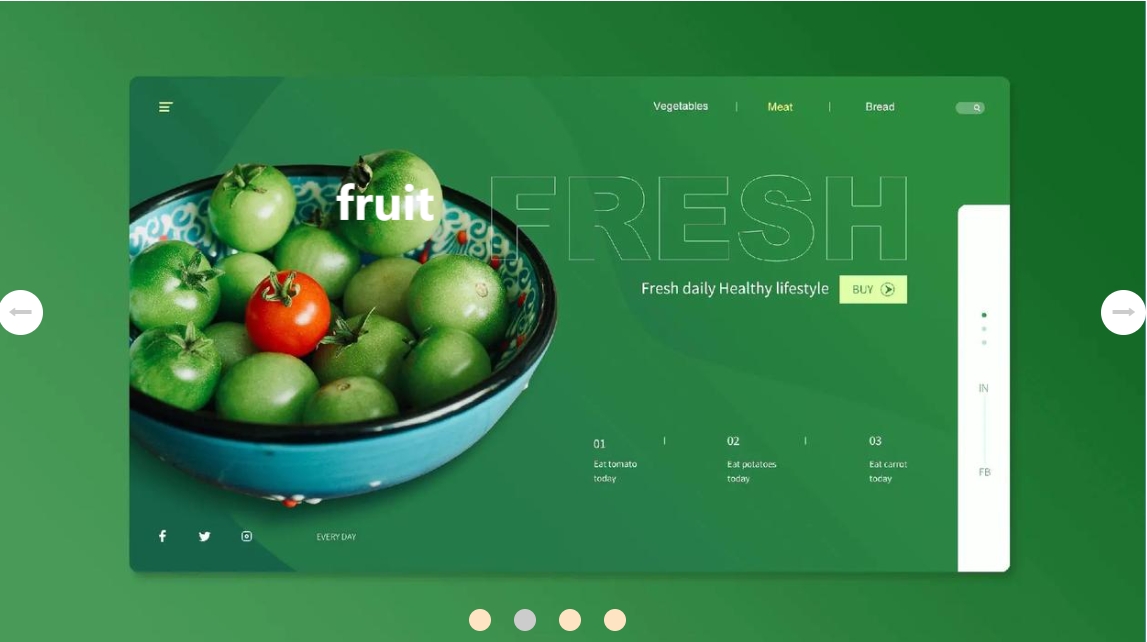 Vegetables | Meat | Bread
fruit
FRESH
Fresh daily Healthy lifestyle
BUY
IN
01 | 02 | 03
Eat tomato today
Eat potatoes today
Eat carrot today
FB
EVERY DAY